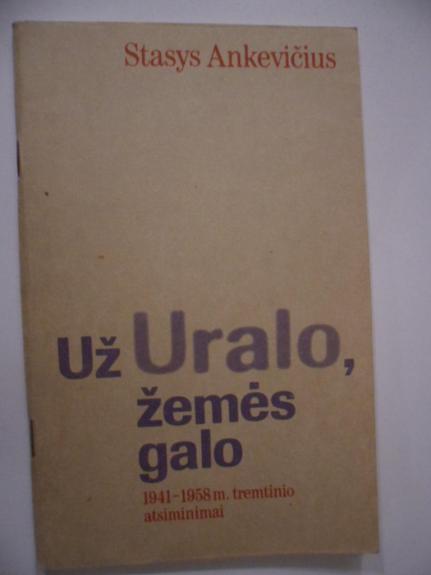 Stasys Ankevičius
Už Uralo,
žemės
galo
1941–1958 m. tremtinio
atsiminimai